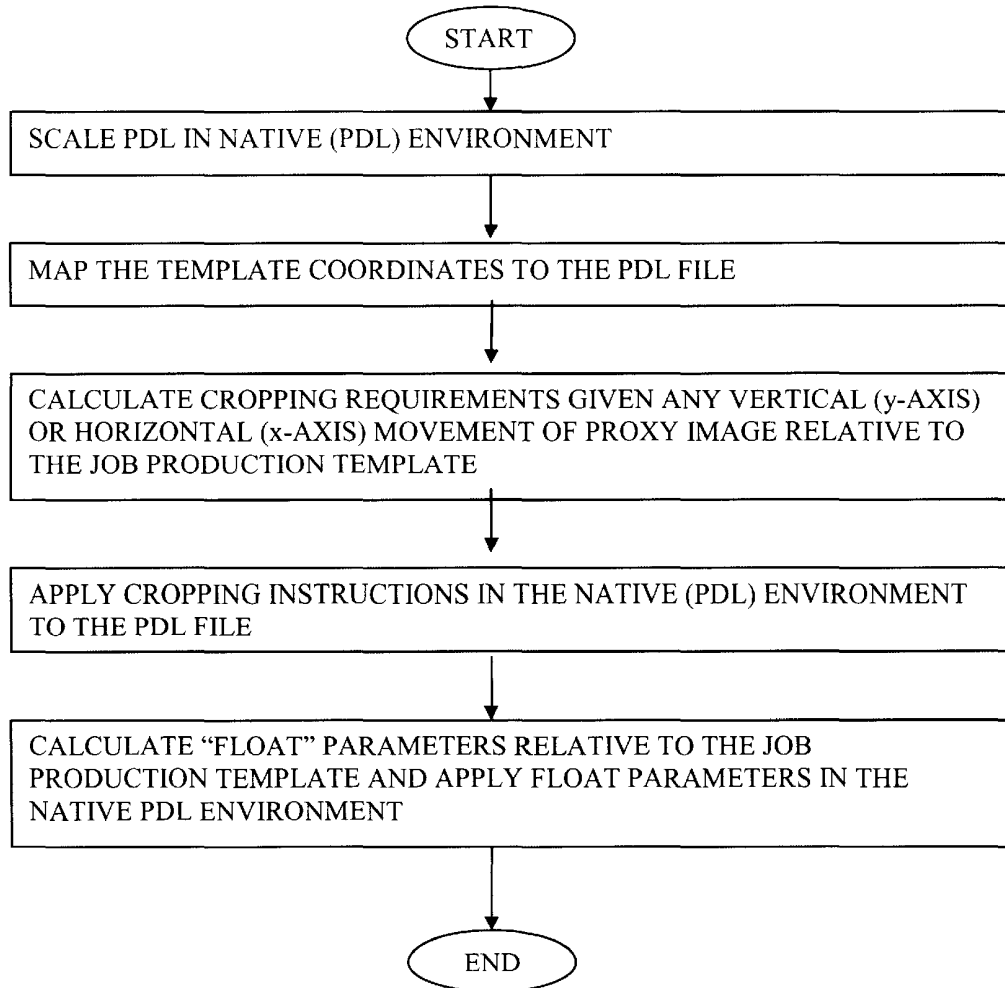 START
SCALE PDL IN NATIVE (PDL) ENVIRONMENT
MAP THE TEMPLATE COORDINATES TO THE PDL FILE
CALCULATE CROPPING REQUIREMENTS GIVEN ANY VERTICAL (y-AXIS)
OR HORIZONTAL (x-AXIS) MOVEMENT OF PROXY IMAGE RELATIVE TO
THE JOB PRODUCTION TEMPLATE
APPLY CROPPING INSTRUCTIONS IN THE NATIVE (PDL) ENVIRONMENT
TO THE PDL FILE
CALCULATE “FLOAT” PARAMETERS RELATIVE TO THE JOB
PRODUCTION TEMPLATE AND APPLY FLOAT PARAMETERS IN THE
NATIVE PDL ENVIRONMENT
END